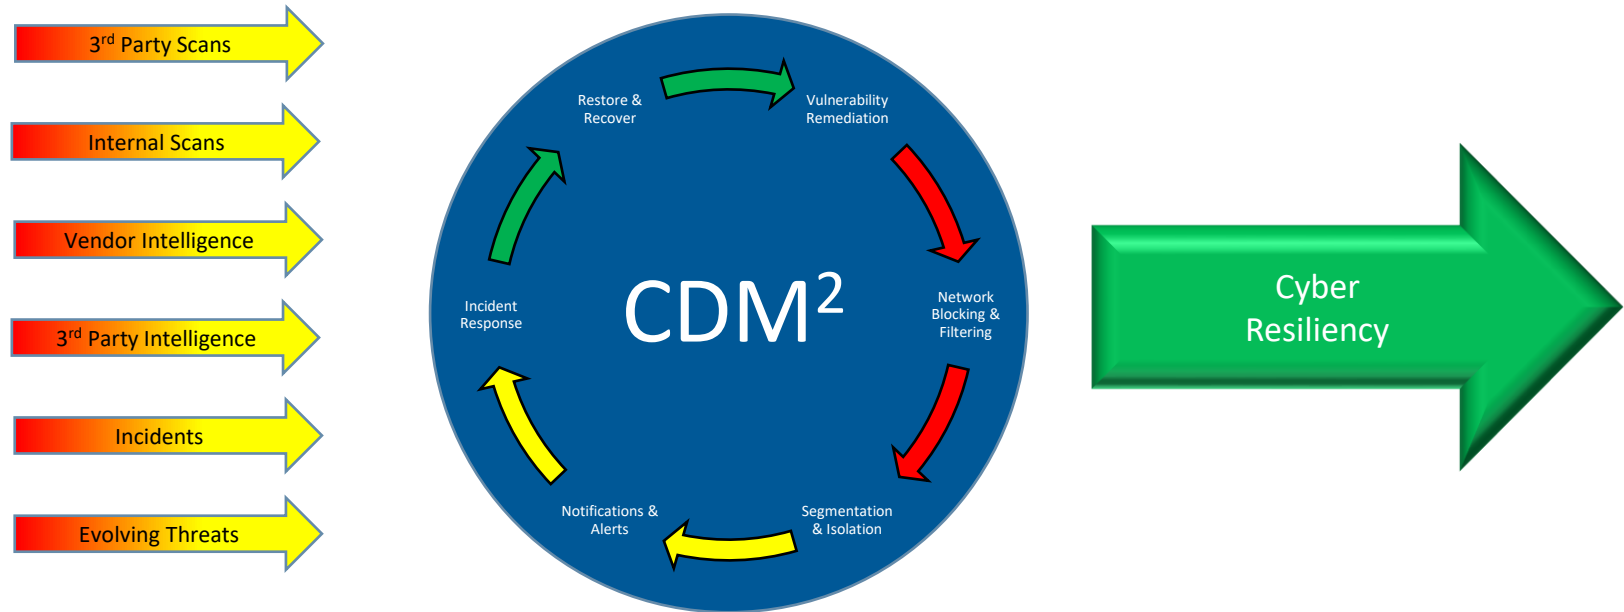 3rd Party Scans
Internal Scans
Vendor Intelligence
3rd Party Intelligence
Incidents
Evolving Threats
Restore &
Recover
Vulnerability
Remediation
Incident
Response
CDM²
Network
Blocking &
Filtering
Notifications &
Alerts
Segmentation
& Isolation
Cyber
Resiliency